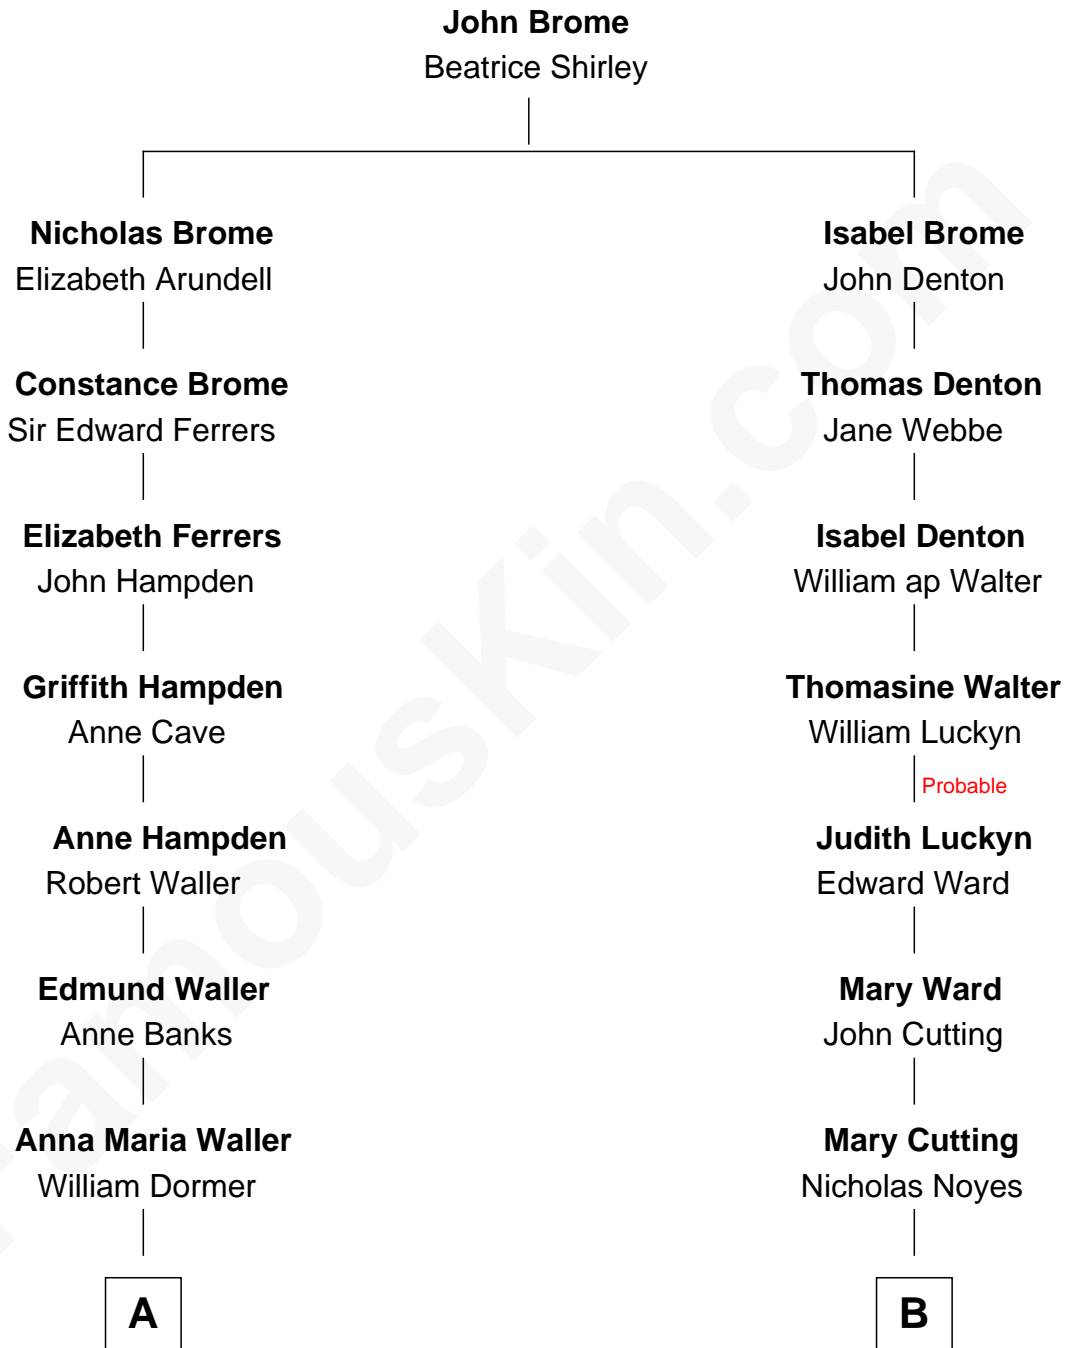 John Brome
Beatrice Shirley
Nicholas Brome
Elizabeth Arundell
Isabel Brome
John Denton
Constance Brome
Sir Edward Ferrers
Thomas Denton
Jane Webbe
Elizabeth Ferrers
John Hampden
Isabel Denton
William ap Walter
Griffith Hampden
Anne Cave
Thomasine Walter
William Luckyn
Probable
Anne Hampden
Robert Waller
Judith Luckyn
Edward Ward
Edmund Waller
Anne Banks
Mary Ward
John Cutting
Anna Maria Waller
William Dormer
Mary Cutting
Nicholas Noyes
A
B
FamousKin.com